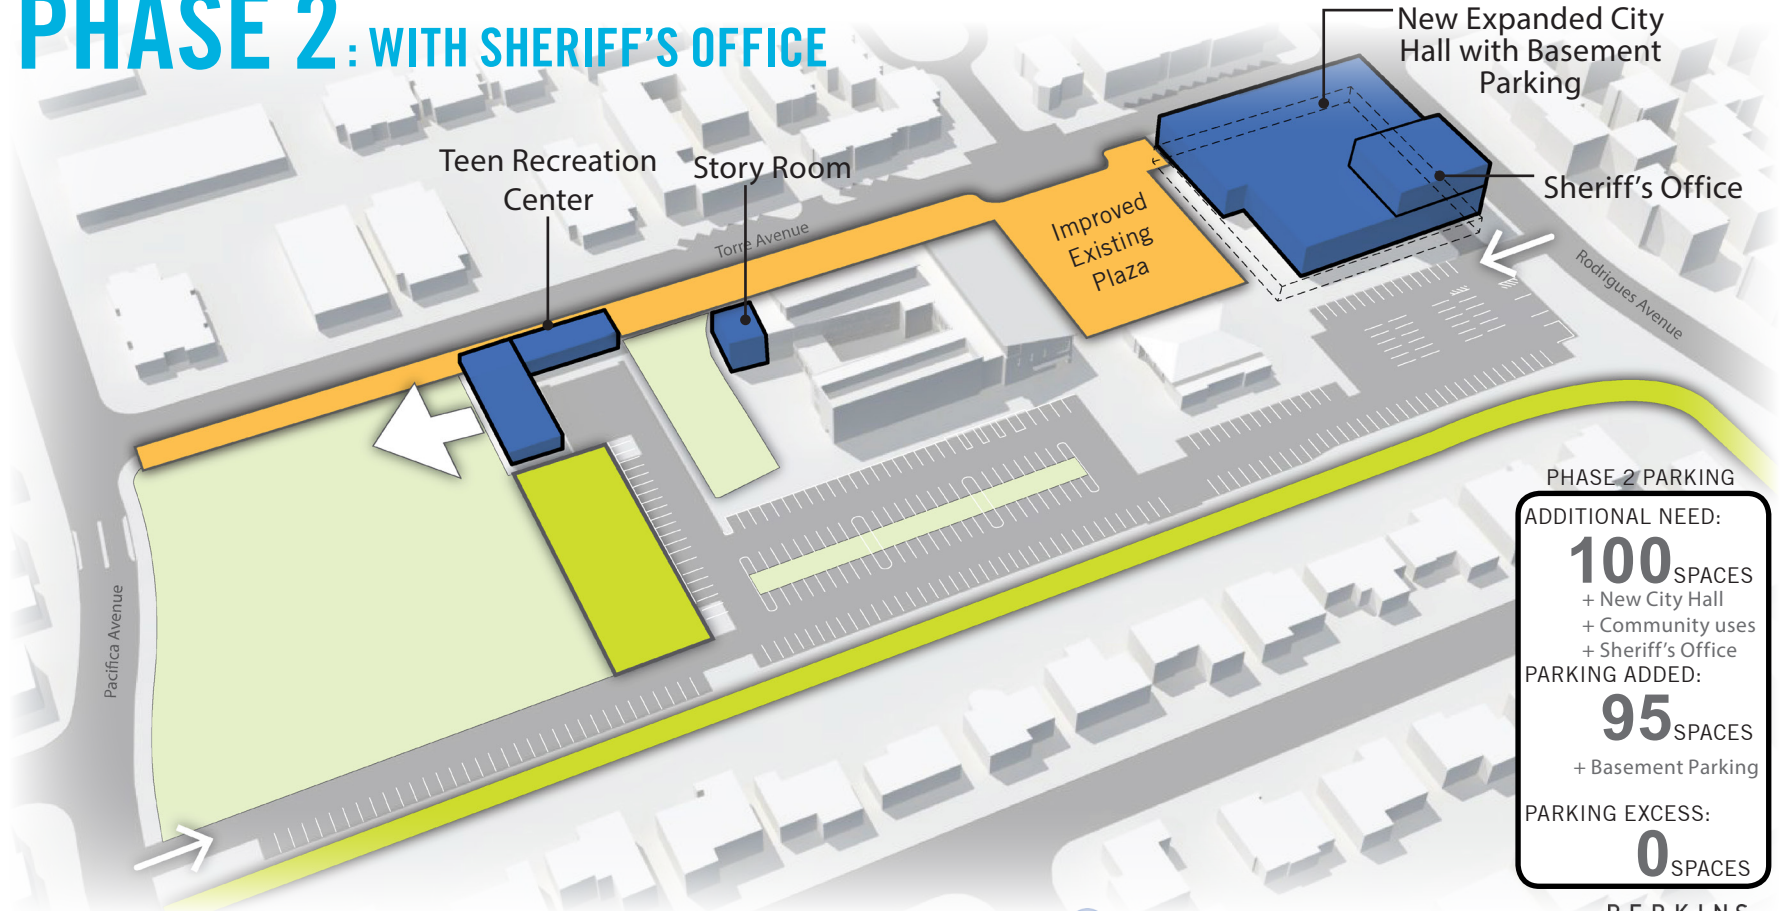 PHASE 2: WITH SHERIFF'S OFFICE
New Expanded City
Hall with Basement
Parking
Teen Recreation
Center
Story Room
Sheriff's Office
Improved
Existing
Plaza
Torre Avenue
Rodrigues Avenue
Pacifica Avenue
PHASE 2 PARKING
ADDITIONAL NEED:
100 SPACES
+ New City Hall
+ Community uses
+ Sheriff's Office
PARKING ADDED:
95 SPACES
+ Basement Parking
PARKING EXCESS:
0 SPACES
PERKINS